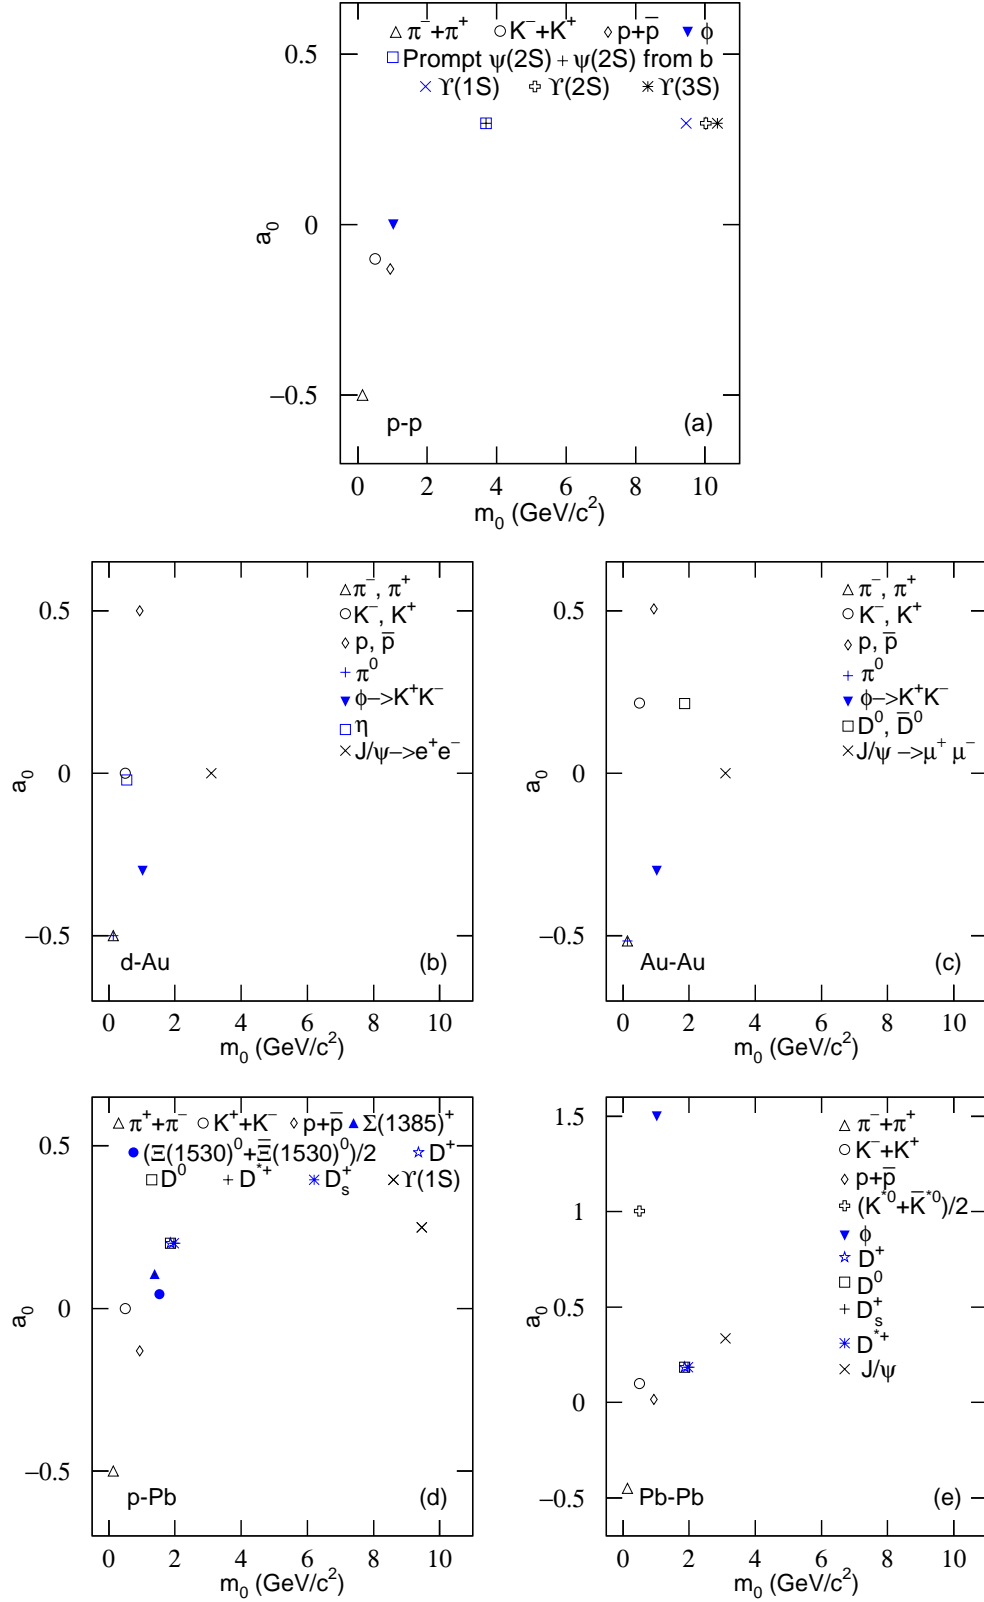 π⁻+π⁺ K⁻+K⁺ p+p̅ ϕ
Prompt ψ(2S) + ψ(2S) from b
ϒ(1S) ϒ(2S) ϒ(3S)
0.5
0
−0.5
a₀
p-p (a)
0 2 4 6 8 10
m₀ (GeV/c²)
π⁻, π⁺
K⁻, K⁺
p, p̅
π⁰
ϕ−>K⁺K⁻
η
J/ψ−>e⁺e⁻
0.5
0
−0.5
a₀
d-Au (b)
0 2 4 6 8 10
m₀ (GeV/c²)
π⁻, π⁺
K⁻, K⁺
p, p̅
π⁰
ϕ−>K⁺K⁻
D⁰, D̅⁰
J/ψ −>μ⁺ μ⁻
0.5
0
−0.5
a₀
Au-Au (c)
0 2 4 6 8 10
m₀ (GeV/c²)
π⁺+π⁻ K⁺+K⁻ p+p̅ Σ(1385)⁺
(Ξ(1530)⁰+Ξ̅(1530)⁰)/2 D⁺
D⁰ D*⁺ Dₛ⁺ ϒ(1S)
0.5
0
−0.5
a₀
p-Pb (d)
0 2 4 6 8 10
m₀ (GeV/c²)
π⁻+π⁺
K⁻+K⁺
p+p̅
(K*⁰+K̅*⁰)/2
ϕ
D⁺
D⁰
Dₛ⁺
D*⁺
J/ψ
1.5
1
0.5
0
−0.5
a₀
Pb-Pb (e)
0 2 4 6 8 10
m₀ (GeV/c²)